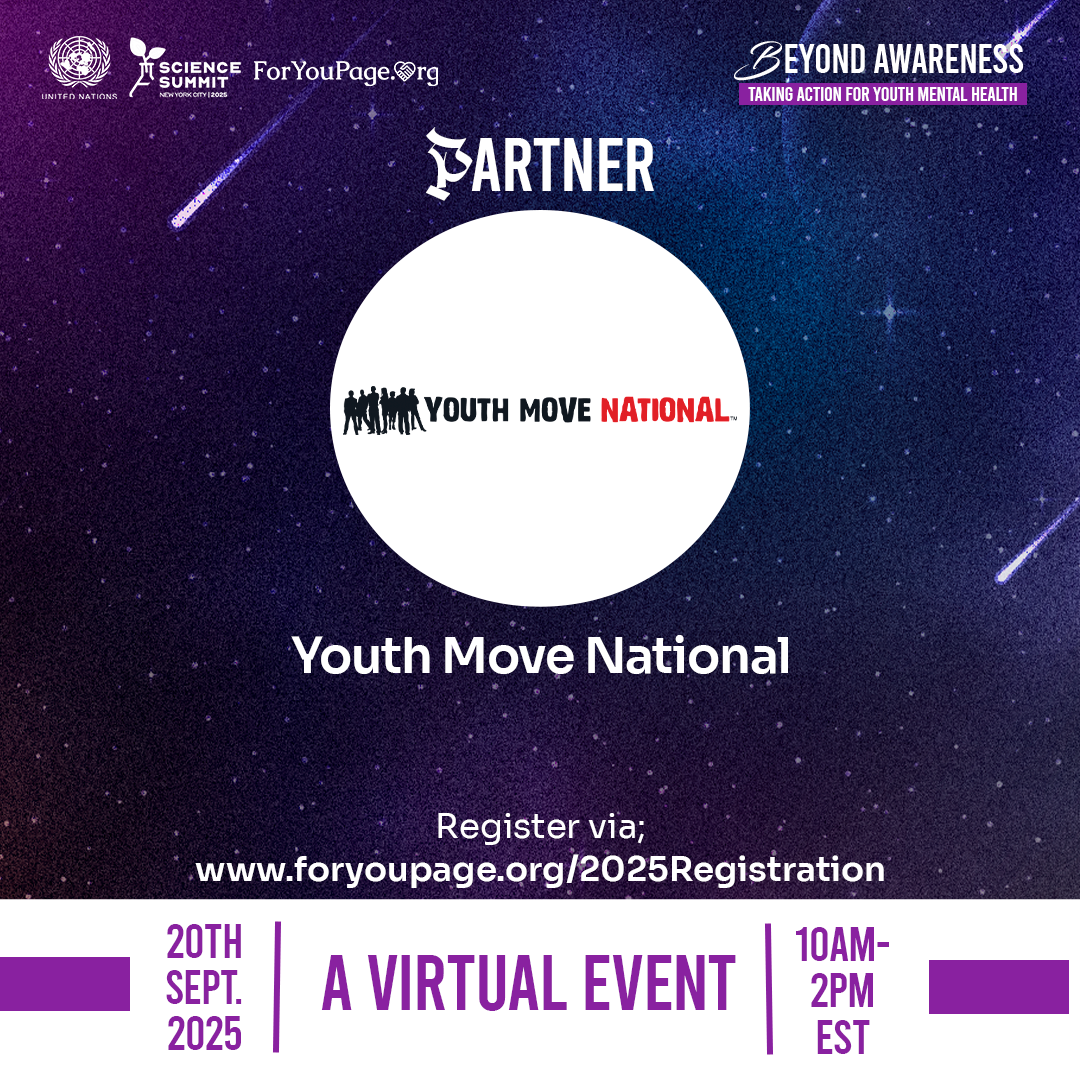 UNITED NATIONS
SCIENCE
SUMMIT
NEW YORK CITY | 2025
ForYouPage.Org
BEYOND AWARENESS
TAKING ACTION FOR YOUTH MENTAL HEALTH
PARTNER
YOUTH MOVE NATIONAL™
Youth Move National
Register via;
www.foryoupage.org/2025Registration
20TH
SEPT.
2025
A VIRTUAL EVENT
10AM-
2PM
EST